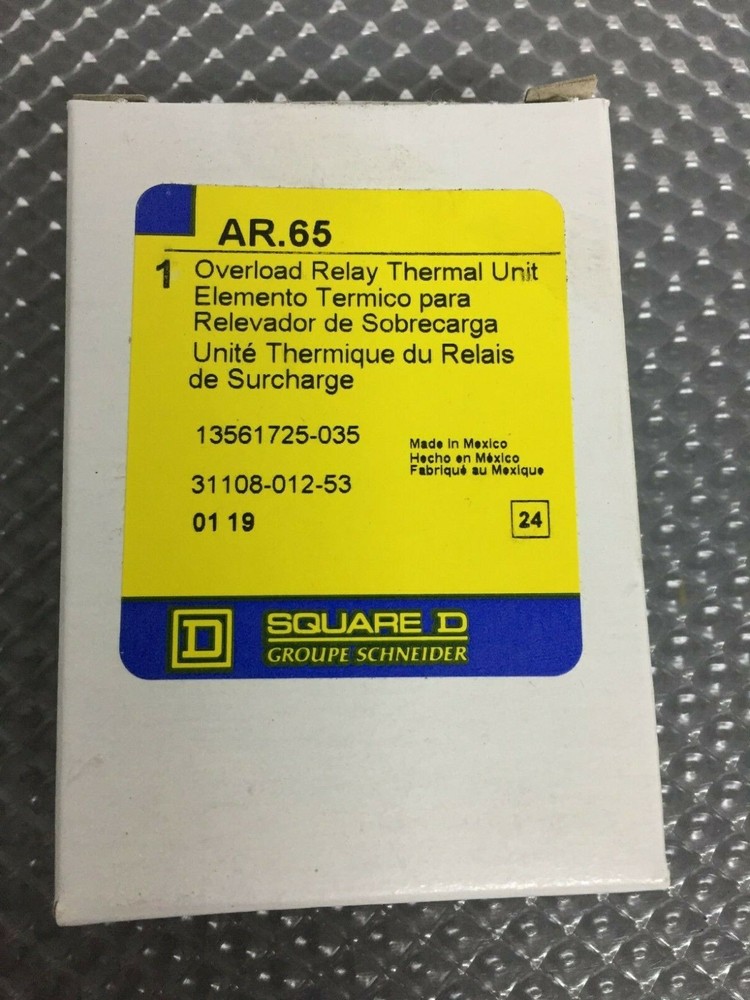 AR.65
1 Overload Relay Thermal Unit
Elemento Termico para
Relevador de Sobrecarga
Unité Thermique du Relais
de Surcharge
13561725-035
Made in Mexico
Hecho en México
Fabriqué au Mexique
31108-012-53
01 19
24
D SQUARE D
GROUPE SCHNEIDER